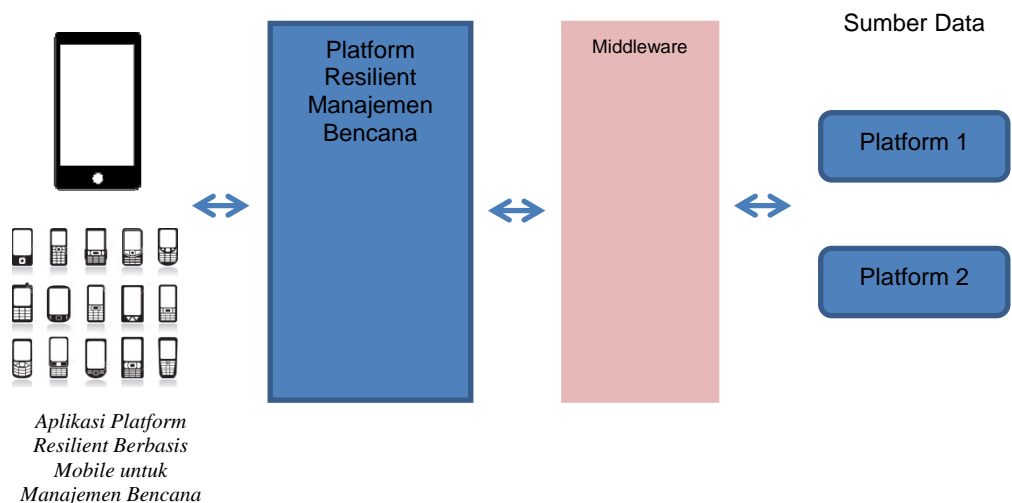 Platform
Resilient
Manajemen
Bencana
Middleware
Sumber Data
Platform 1
Platform 2
Aplikasi Platform
Resilient Berbasis
Mobile untuk
Manajemen Bencana